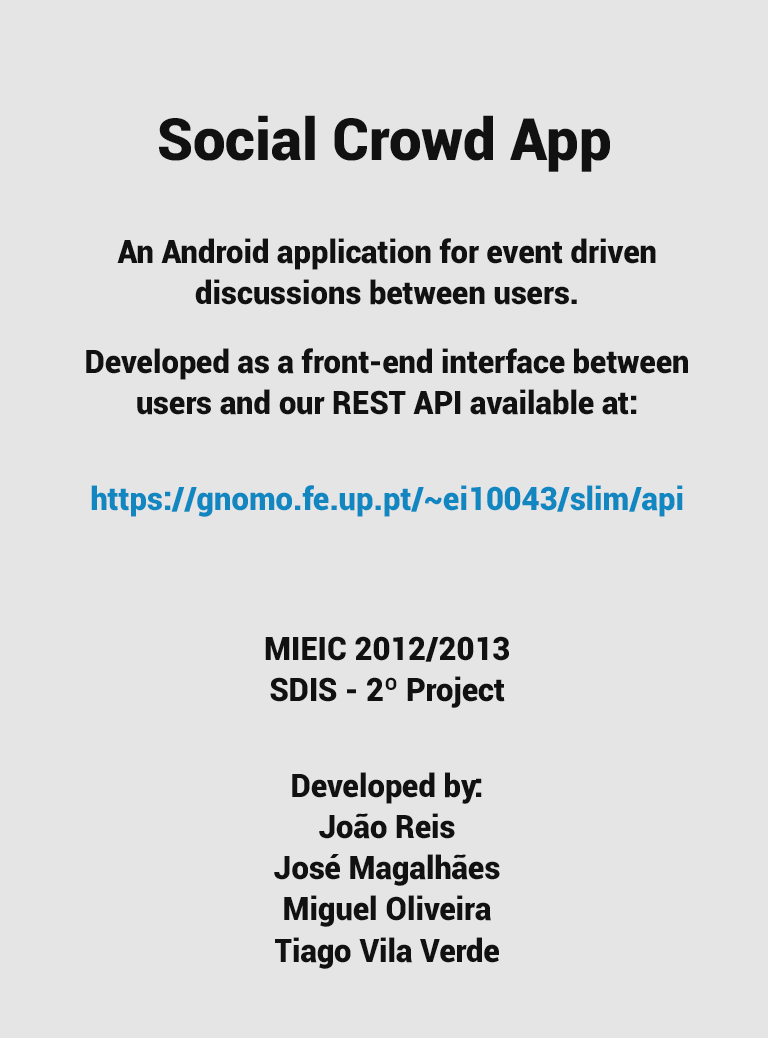 Social Crowd App
An Android application for event driven
discussions between users.
Developed as a front-end interface between
users and our REST API available at:
https://gnomo.fe.up.pt/~ei10043/slim/api
MIEIC 2012/2013
SDIS - 2º Project
Developed by:
João Reis
José Magalhães
Miguel Oliveira
Tiago Vila Verde